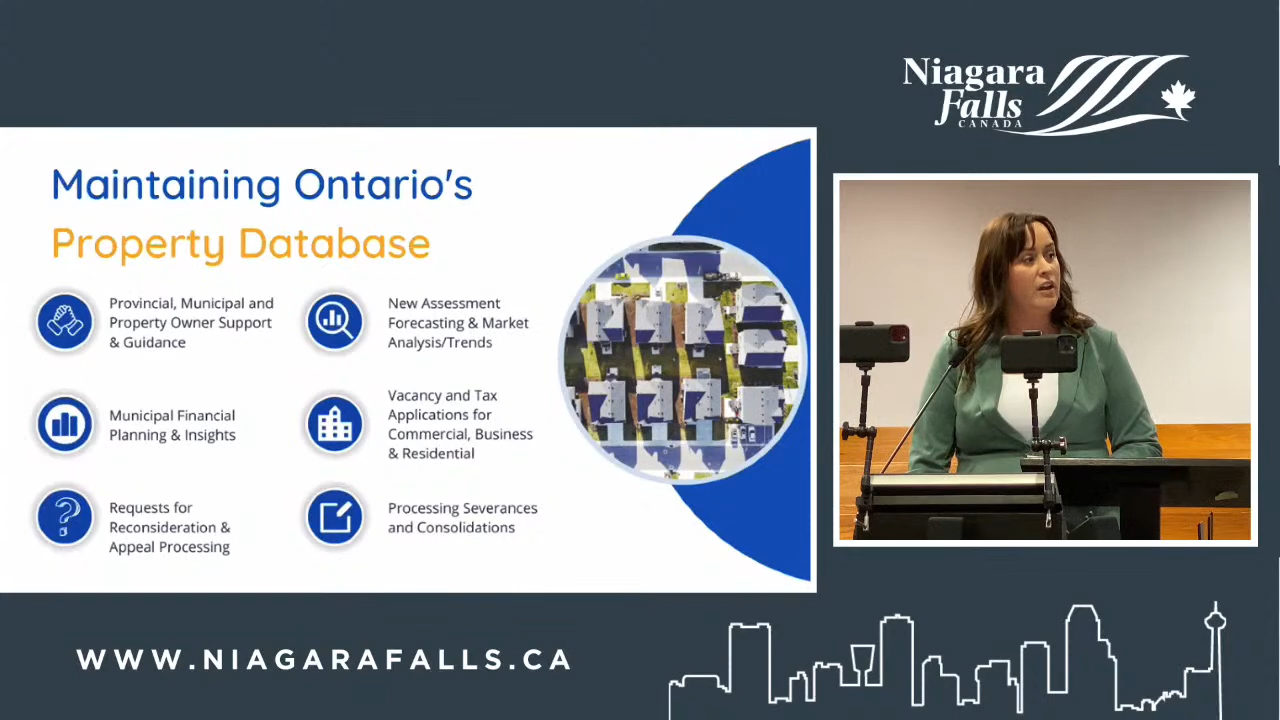 Niagara
Falls
CANADA
Maintaining Ontario's
Property Database
Provincial, Municipal and
Property Owner Support
& Guidance
New Assessment
Forecasting & Market
Analysis/Trends
Municipal Financial
Planning & Insights
Vacancy and Tax
Applications for
Commercial, Business
& Residential
Requests for
Reconsideration &
Appeal Processing
Processing Severances
and Consolidations
WWW.NIAGARAFALLS.CA